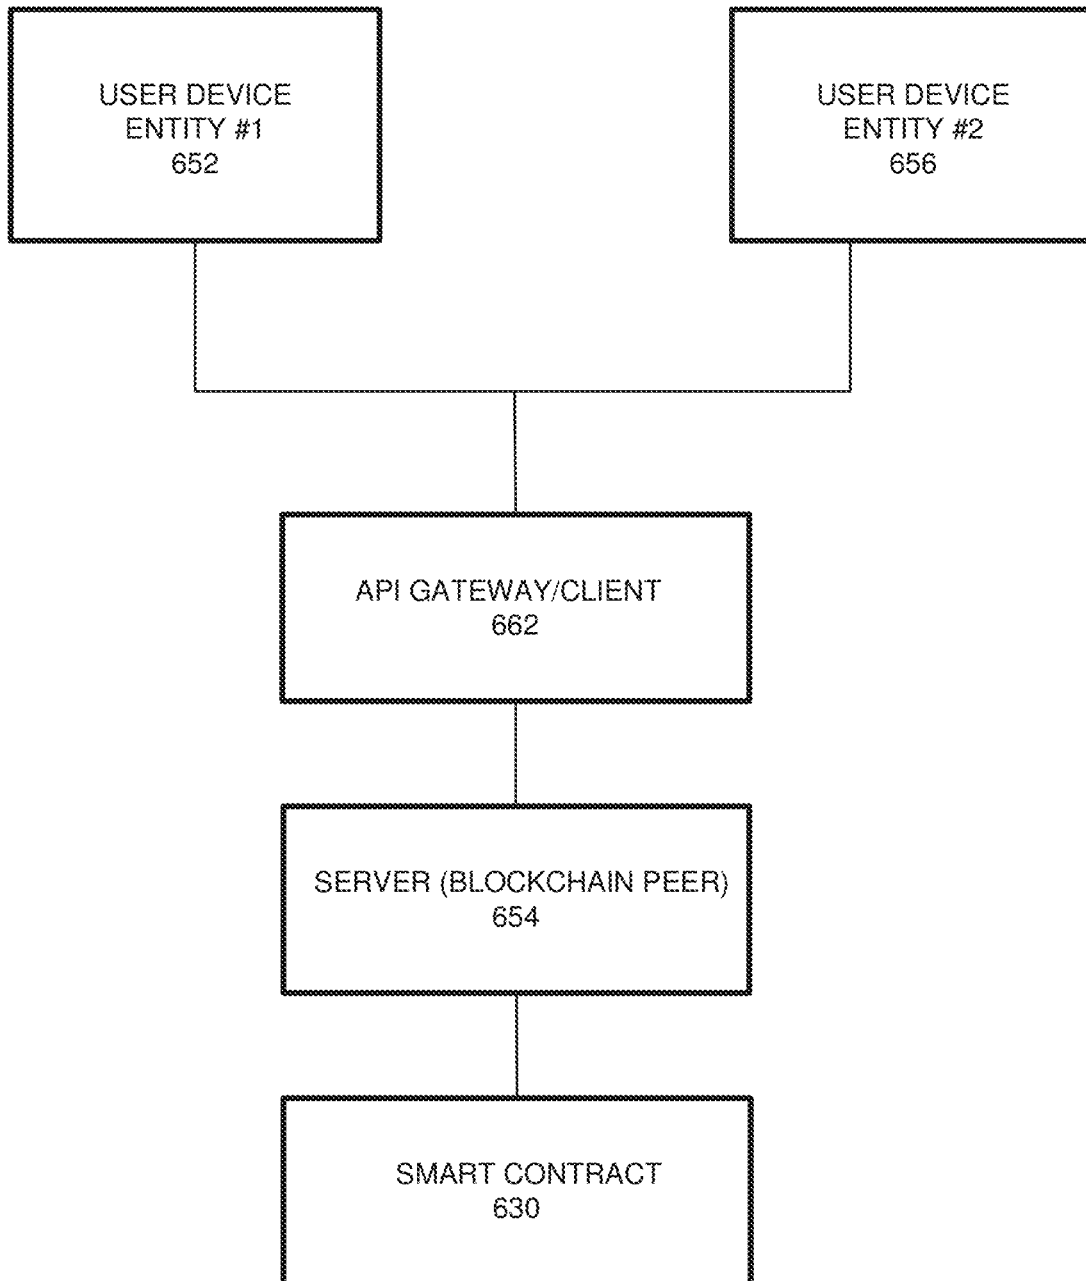 USER DEVICE
ENTITY #1
652
USER DEVICE
ENTITY #2
656
API GATEWAY/CLIENT
662
SERVER (BLOCKCHAIN PEER)
654
SMART CONTRACT
630